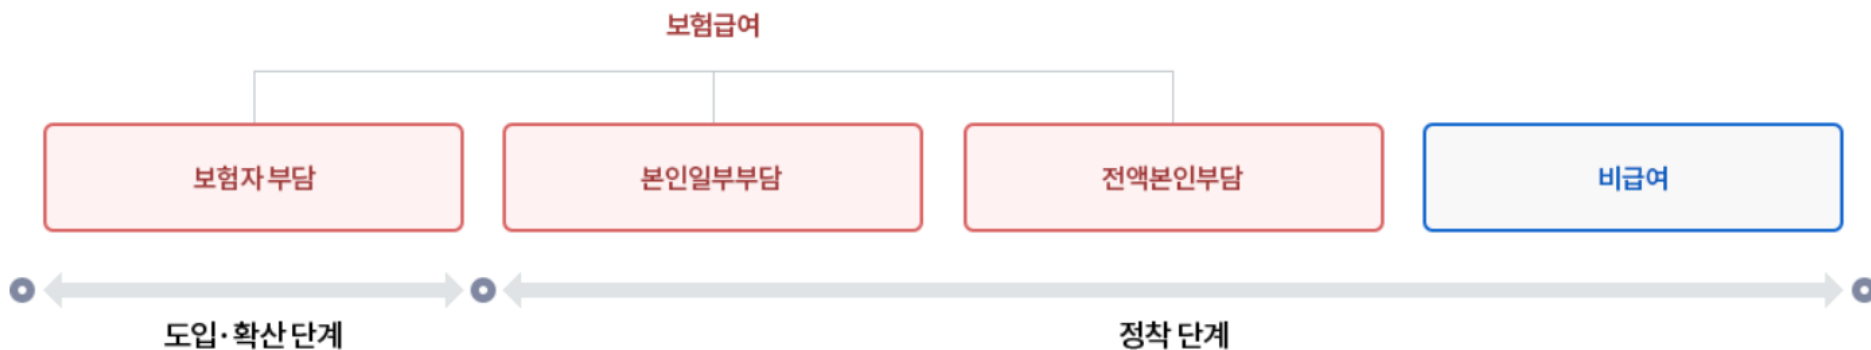 보험급여
보험자 부담
본인일부부담
전액본인부담
비급여
도입·확산 단계
정착 단계